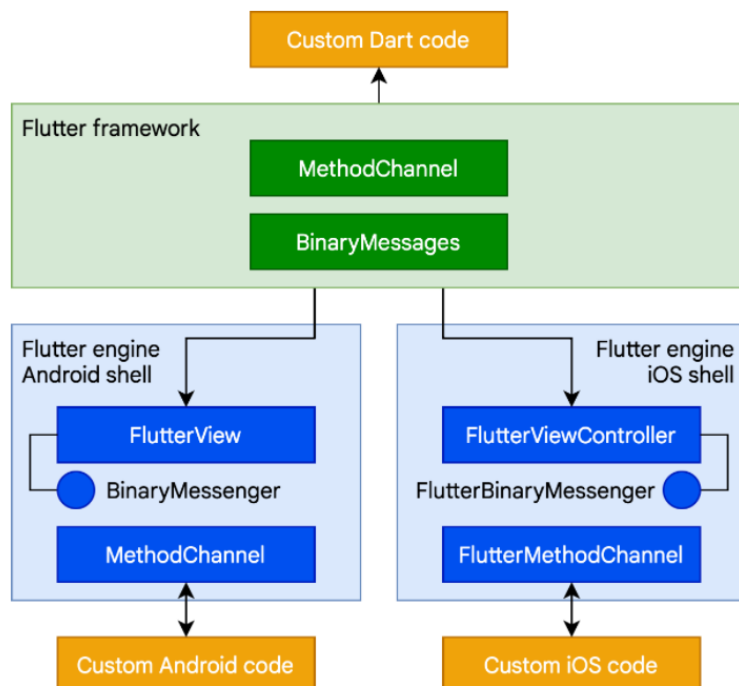 Custom Dart code
Flutter framework
MethodChannel
BinaryMessages
Flutter engine
Android shell
FlutterView
BinaryMessenger
MethodChannel
Custom Android code
Flutter engine
iOS shell
FlutterViewController
FlutterBinaryMessenger
FlutterMethodChannel
Custom iOS code